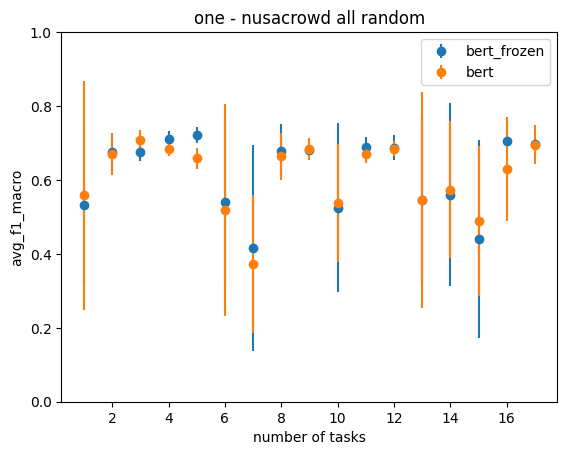 one - nusacrowd all random
bert_frozen
bert
avg_f1_macro
1.0
0.8
0.6
0.4
0.2
0.0
2 4 6 8 10 12 14 16
number of tasks